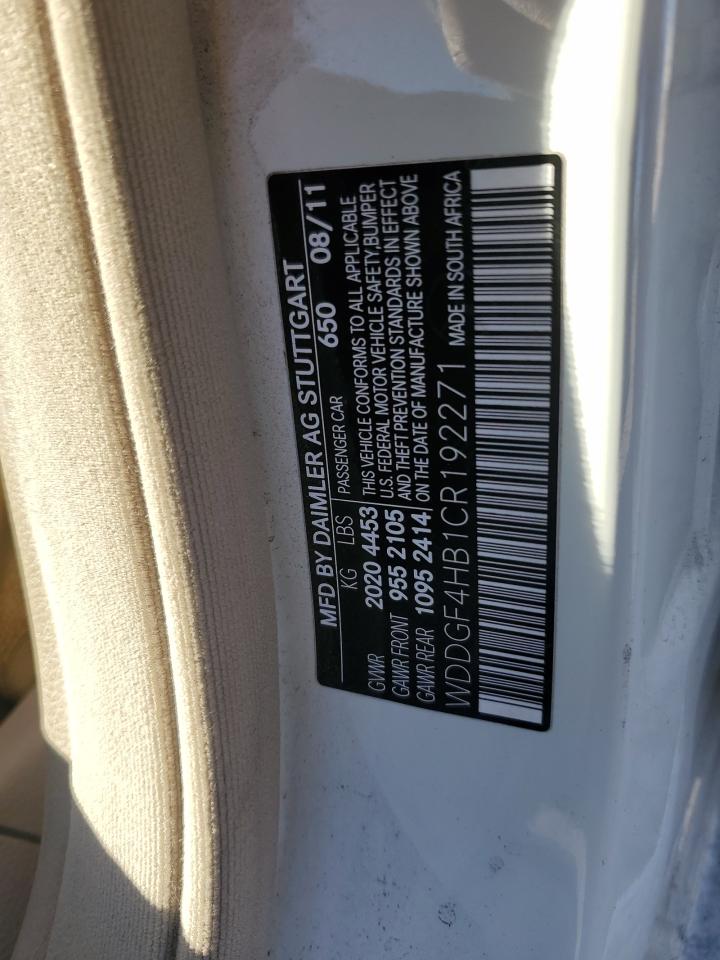 MFD BY DAIMLER AG STUTTGART
650 08/11
KG LBS PASSENGER CAR
GVWR 2020 4453
GAWR FRONT 955 2105
GAWR REAR 1095 2414
THIS VEHICLE CONFORMS TO ALL APPLICABLE
U.S. FEDERAL MOTOR VEHICLE SAFETY,BUMPER
AND THEFT PREVENTION STANDARDS IN EFFECT
ON THE DATE OF MANUFACTURE SHOWN ABOVE
WDDGF4HB1CR192271 MADE IN SOUTH AFRICA